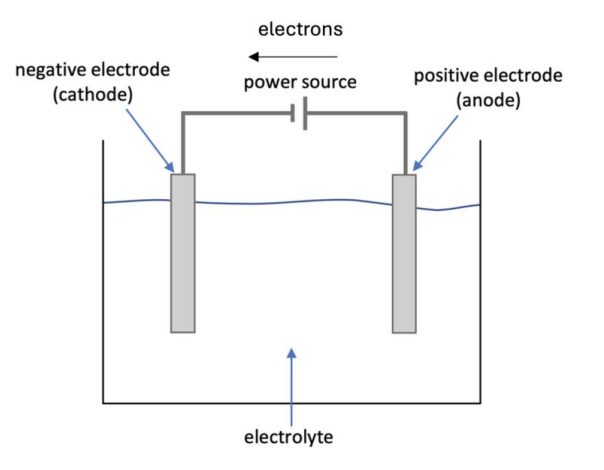 electrons
negative electrode
(cathode)
power source
positive electrode
(anode)
electrolyte